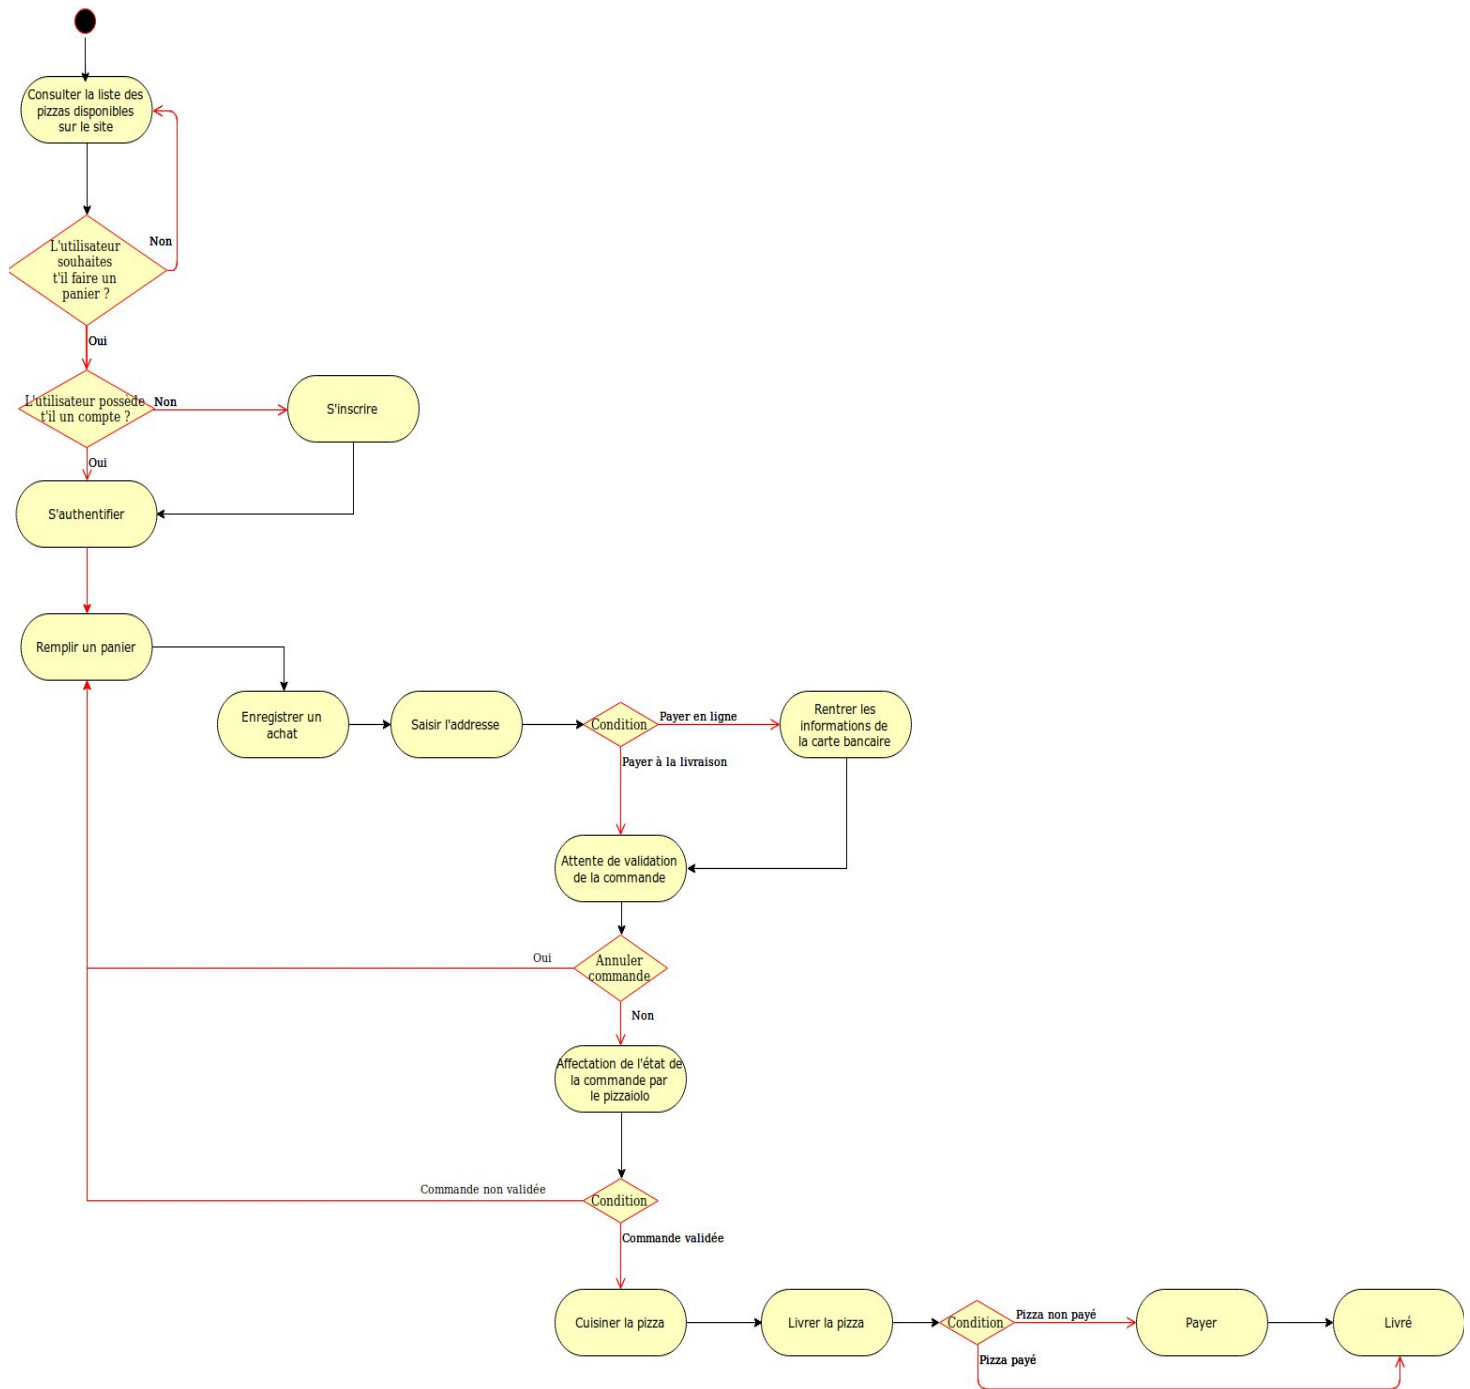 Consulter la liste des
pizzas disponibles
sur le site
Non
L'utilisateur
souhaites
t'il faire un
panier ?
Oui
L'utilisateur possède
t'il un compte ?
Non
S'inscrire
Oui
S'authentifier
Remplir un panier
Enregistrer un
achat
Saisir l'addresse
Condition
Payer en ligne
Rentrer les
informations de
la carte bancaire
Payer à la livraison
Attente de validation
de la commande
Annuler
commande
Oui
Non
Affectation de l'état de
la commande par
le pizzaiolo
Condition
Commande non validée
Commande validée
Cuisiner la pizza
Livrer la pizza
Condition
Pizza non payé
Payer
Livré
Pizza payé